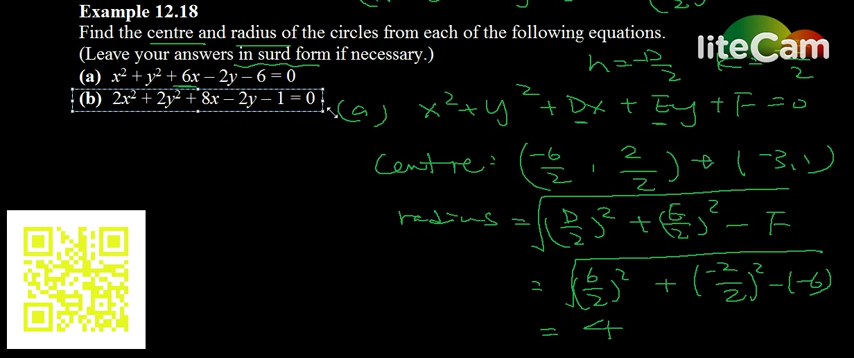 Example 12.18
Find the centre and radius of the circles from each of the following equations.
(Leave your answers in surd form if necessary.)
(a) x² + y² + 6x – 2y – 6 = 0
(b) 2x² + 2y² + 8x – 2y – 1 = 0
liteCam
h = -D/2
(a) x² + y² + Dx + Ey + F = 0
Centre: (-6/2, 2/2) → (-3, 1)
radius = √((D/2)² + (E/2)² - F
= √((6/2)² + (-2/2)² - (-6)
= 4